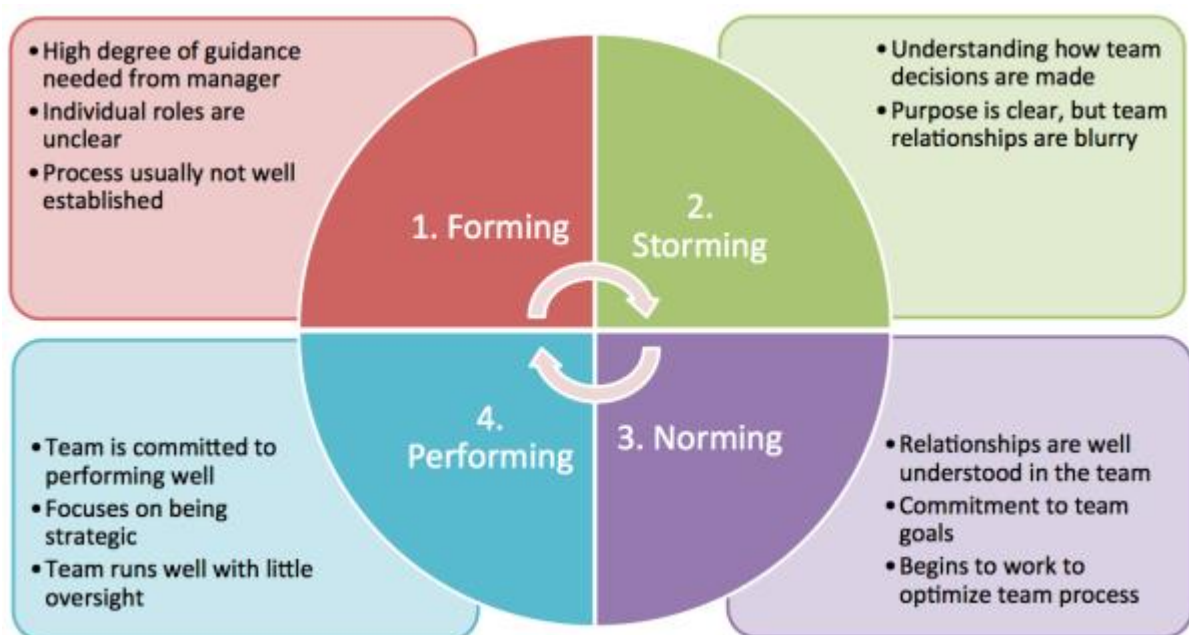 • High degree of guidance
needed from manager
• Individual roles are
unclear
• Process usually not well
established
1. Forming
2.
Storming
• Understanding how team
decisions are made
• Purpose is clear, but team
relationships are blurry
• Team is committed to
performing well
• Focuses on being
strategic
• Team runs well with little
oversight
4.
Performing
3. Norming
• Relationships are well
understood in the team
• Commitment to team
goals
• Begins to work to
optimize team process